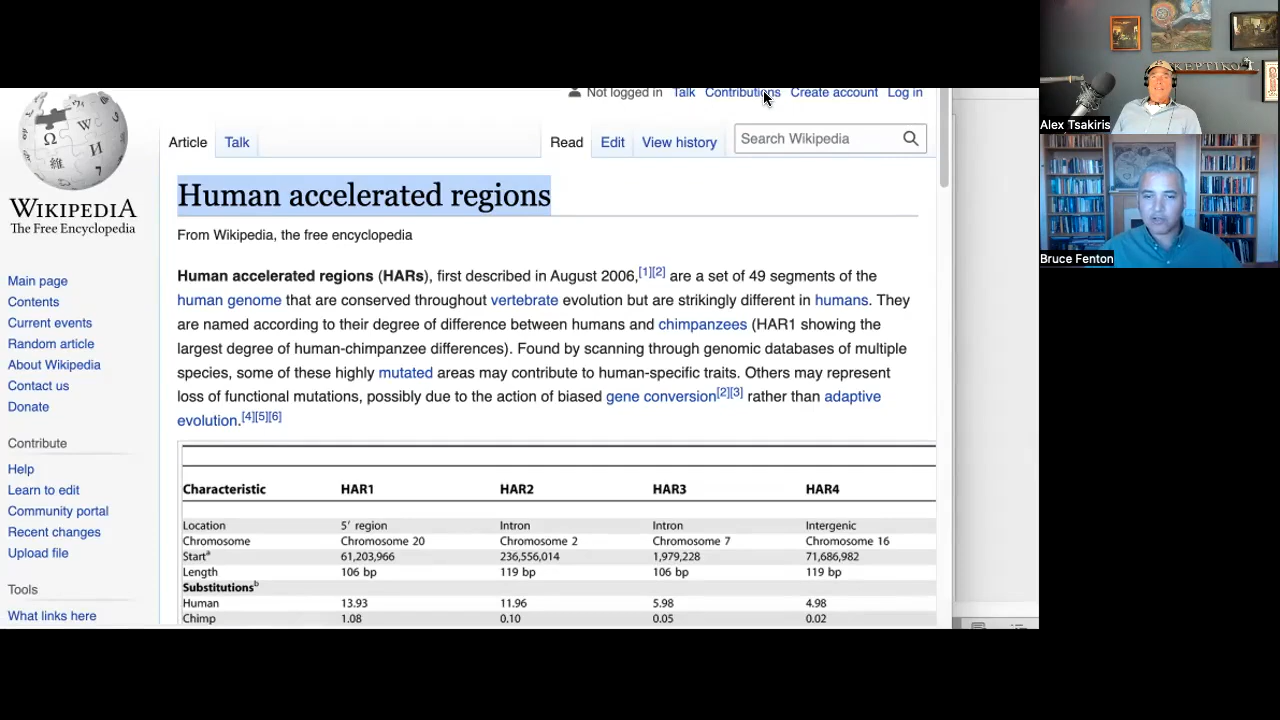 Not logged in Talk Contributions Create account Log in
Article Talk Read Edit View history Search Wikipedia
WIKIPEDIA
The Free Encyclopedia
Main page
Contents
Current events
Random article
About Wikipedia
Contact us
Donate
Contribute
Help
Learn to edit
Community portal
Recent changes
Upload file
Tools
What links here
Human accelerated regions
From Wikipedia, the free encyclopedia
Human accelerated regions (HARs), first described in August 2006,[1][2] are a set of 49 segments of the
human genome that are conserved throughout vertebrate evolution but are strikingly different in humans. They
are named according to their degree of difference between humans and chimpanzees (HAR1 showing the
largest degree of human-chimpanzee differences). Found by scanning through genomic databases of multiple
species, some of these highly mutated areas may contribute to human-specific traits. Others may represent
loss of functional mutations, possibly due to the action of biased gene conversion[2][3] rather than adaptive
evolution.[4][5][6]
Characteristic HAR1 HAR2 HAR3 HAR4
Location 5′ region Intron Intron Intergenic
Chromosome Chromosome 20 Chromosome 2 Chromosome 7 Chromosome 16
Startª 61,203,966 236,556,014 1,979,228 71,686,982
Length 106 bp 119 bp 106 bp 119 bp
Substitutionsᵇ
Human 13.93 11.96 5.98 4.98
Chimp 1.08 0.10 0.05 0.02
SKEPTIKO
Alex Tsakiris
Bruce Fenton